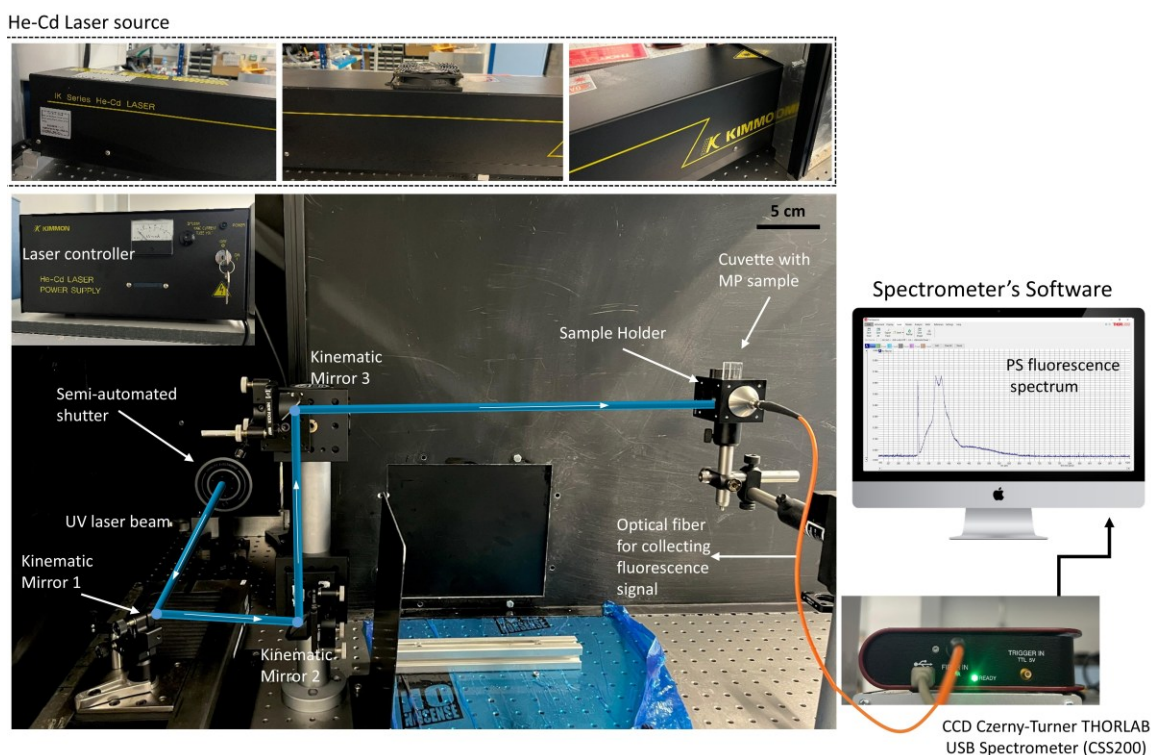 He-Cd Laser source
IK Series He-Cd LASER
KIMMON
KIMMON
Laser controller
He-Cd LASER
POWER SUPPLY
POWER
5 cm
Cuvette with
MP sample
Sample Holder
Kinematic
Mirror 3
Semi-automated
shutter
UV laser beam
Kinematic
Mirror 1
Kinematic
Mirror 2
Optical fiber
for collecting
fluorescence
signal
NO
NONSENSE
Spectrometer's Software
PS fluorescence
spectrum
TRIGGER IN
TTL 5V
READY
CCD Czerny-Turner THORLAB
USB Spectrometer (CSS200)